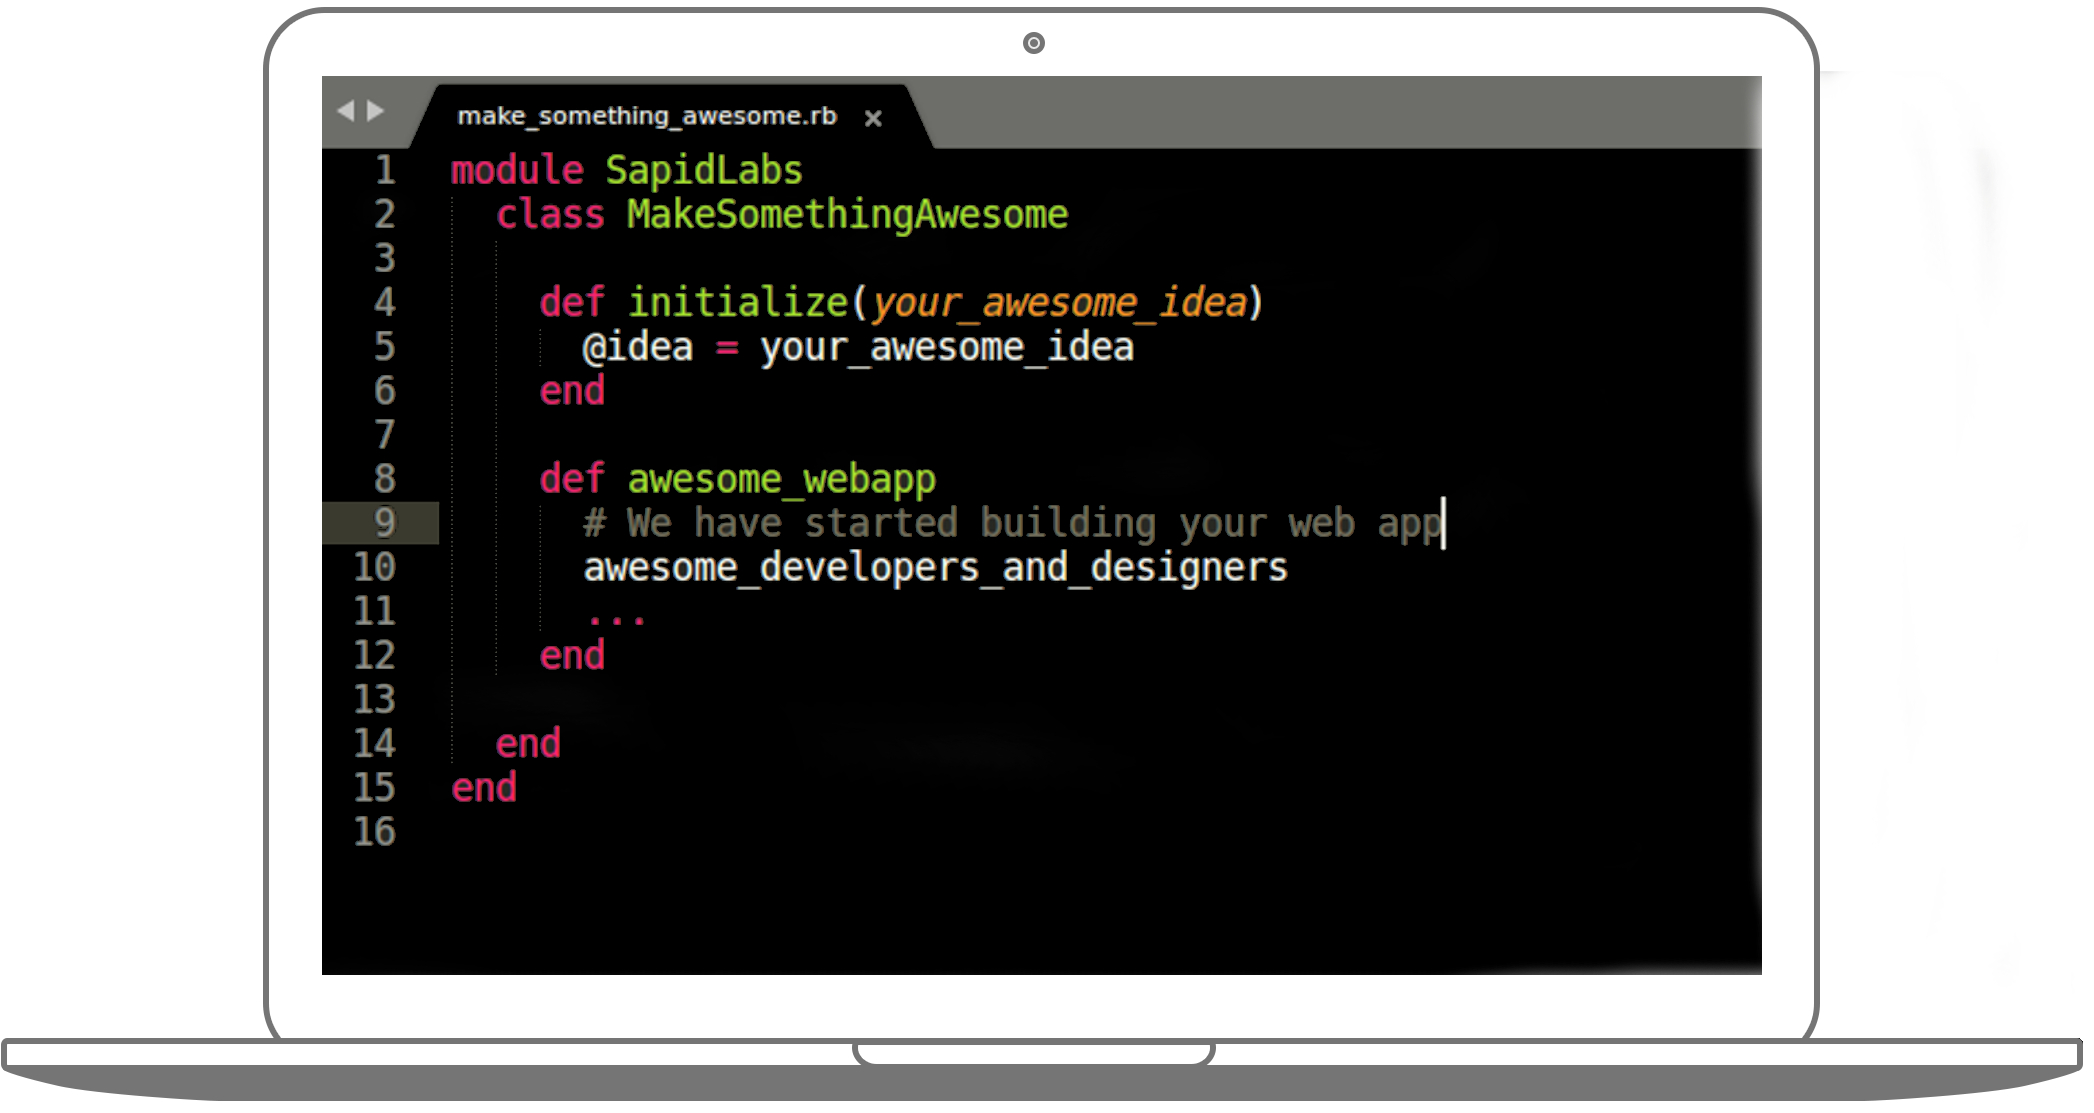 make_something_awesome.rb ×
1 module SapidLabs
2 class MakeSomethingAwesome
3
4 def initialize(your_awesome_idea)
5 @idea = your_awesome_idea
6 end
7
8 def awesome_webapp
9 # We have started building your web app
10 awesome_developers_and_designers
11 ...
12 end
13
14 end
15 end
16